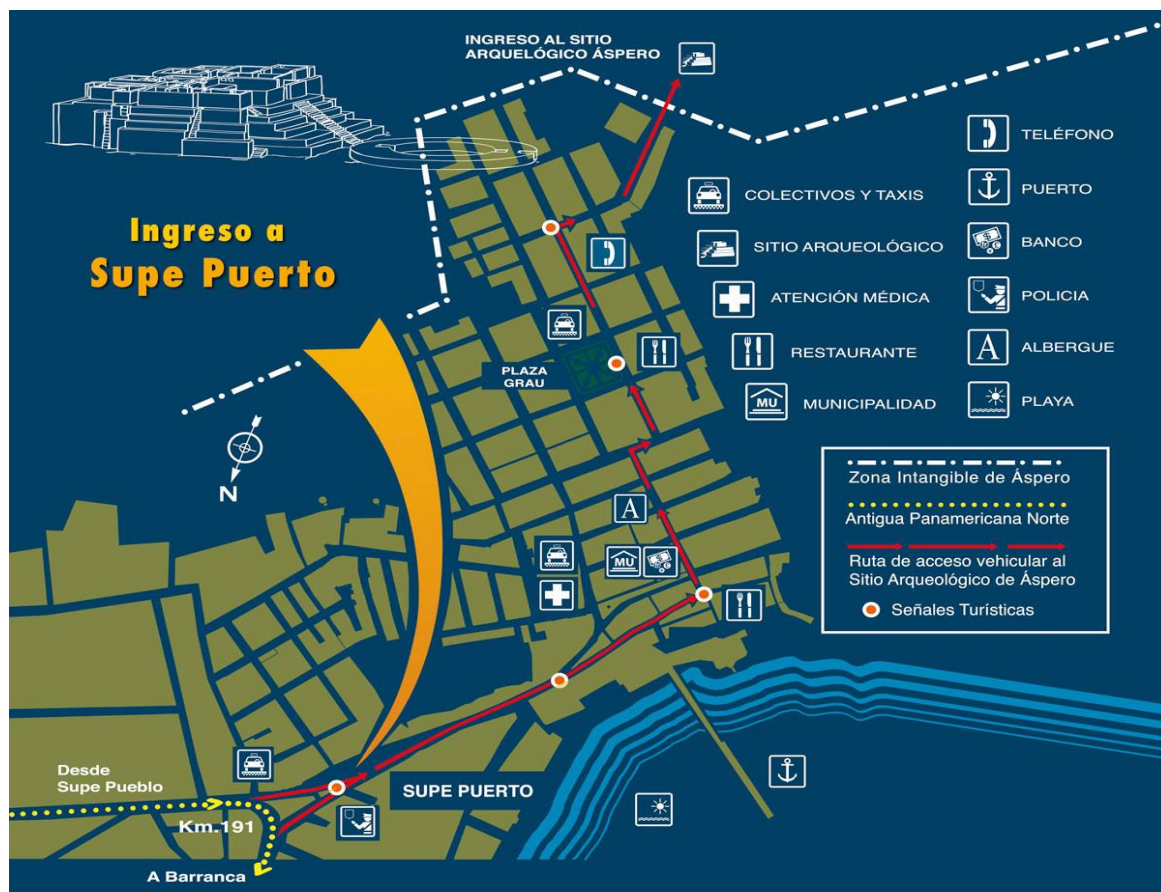 INGRESO AL SITIO
ARQUELÓGICO ÁSPERO
Ingreso a
Supe Puerto
TELÉFONO
COLECTIVOS Y TAXIS
PUERTO
SITIO ARQUEOLÓGICO
BANCO
ATENCIÓN MÉDICA
POLICIA
RESTAURANTE
A
ALBERGUE
MU
MUNICIPALIDAD
PLAYA
PLAZA
GRAU
N
Zona Intangible de Áspero
Antigua Panamericana Norte
Ruta de acceso vehicular al
Sitio Arqueológico de Áspero
Señales Turísticas
A
MU
Desde
Supe Pueblo
SUPE PUERTO
Km.191
A Barranca